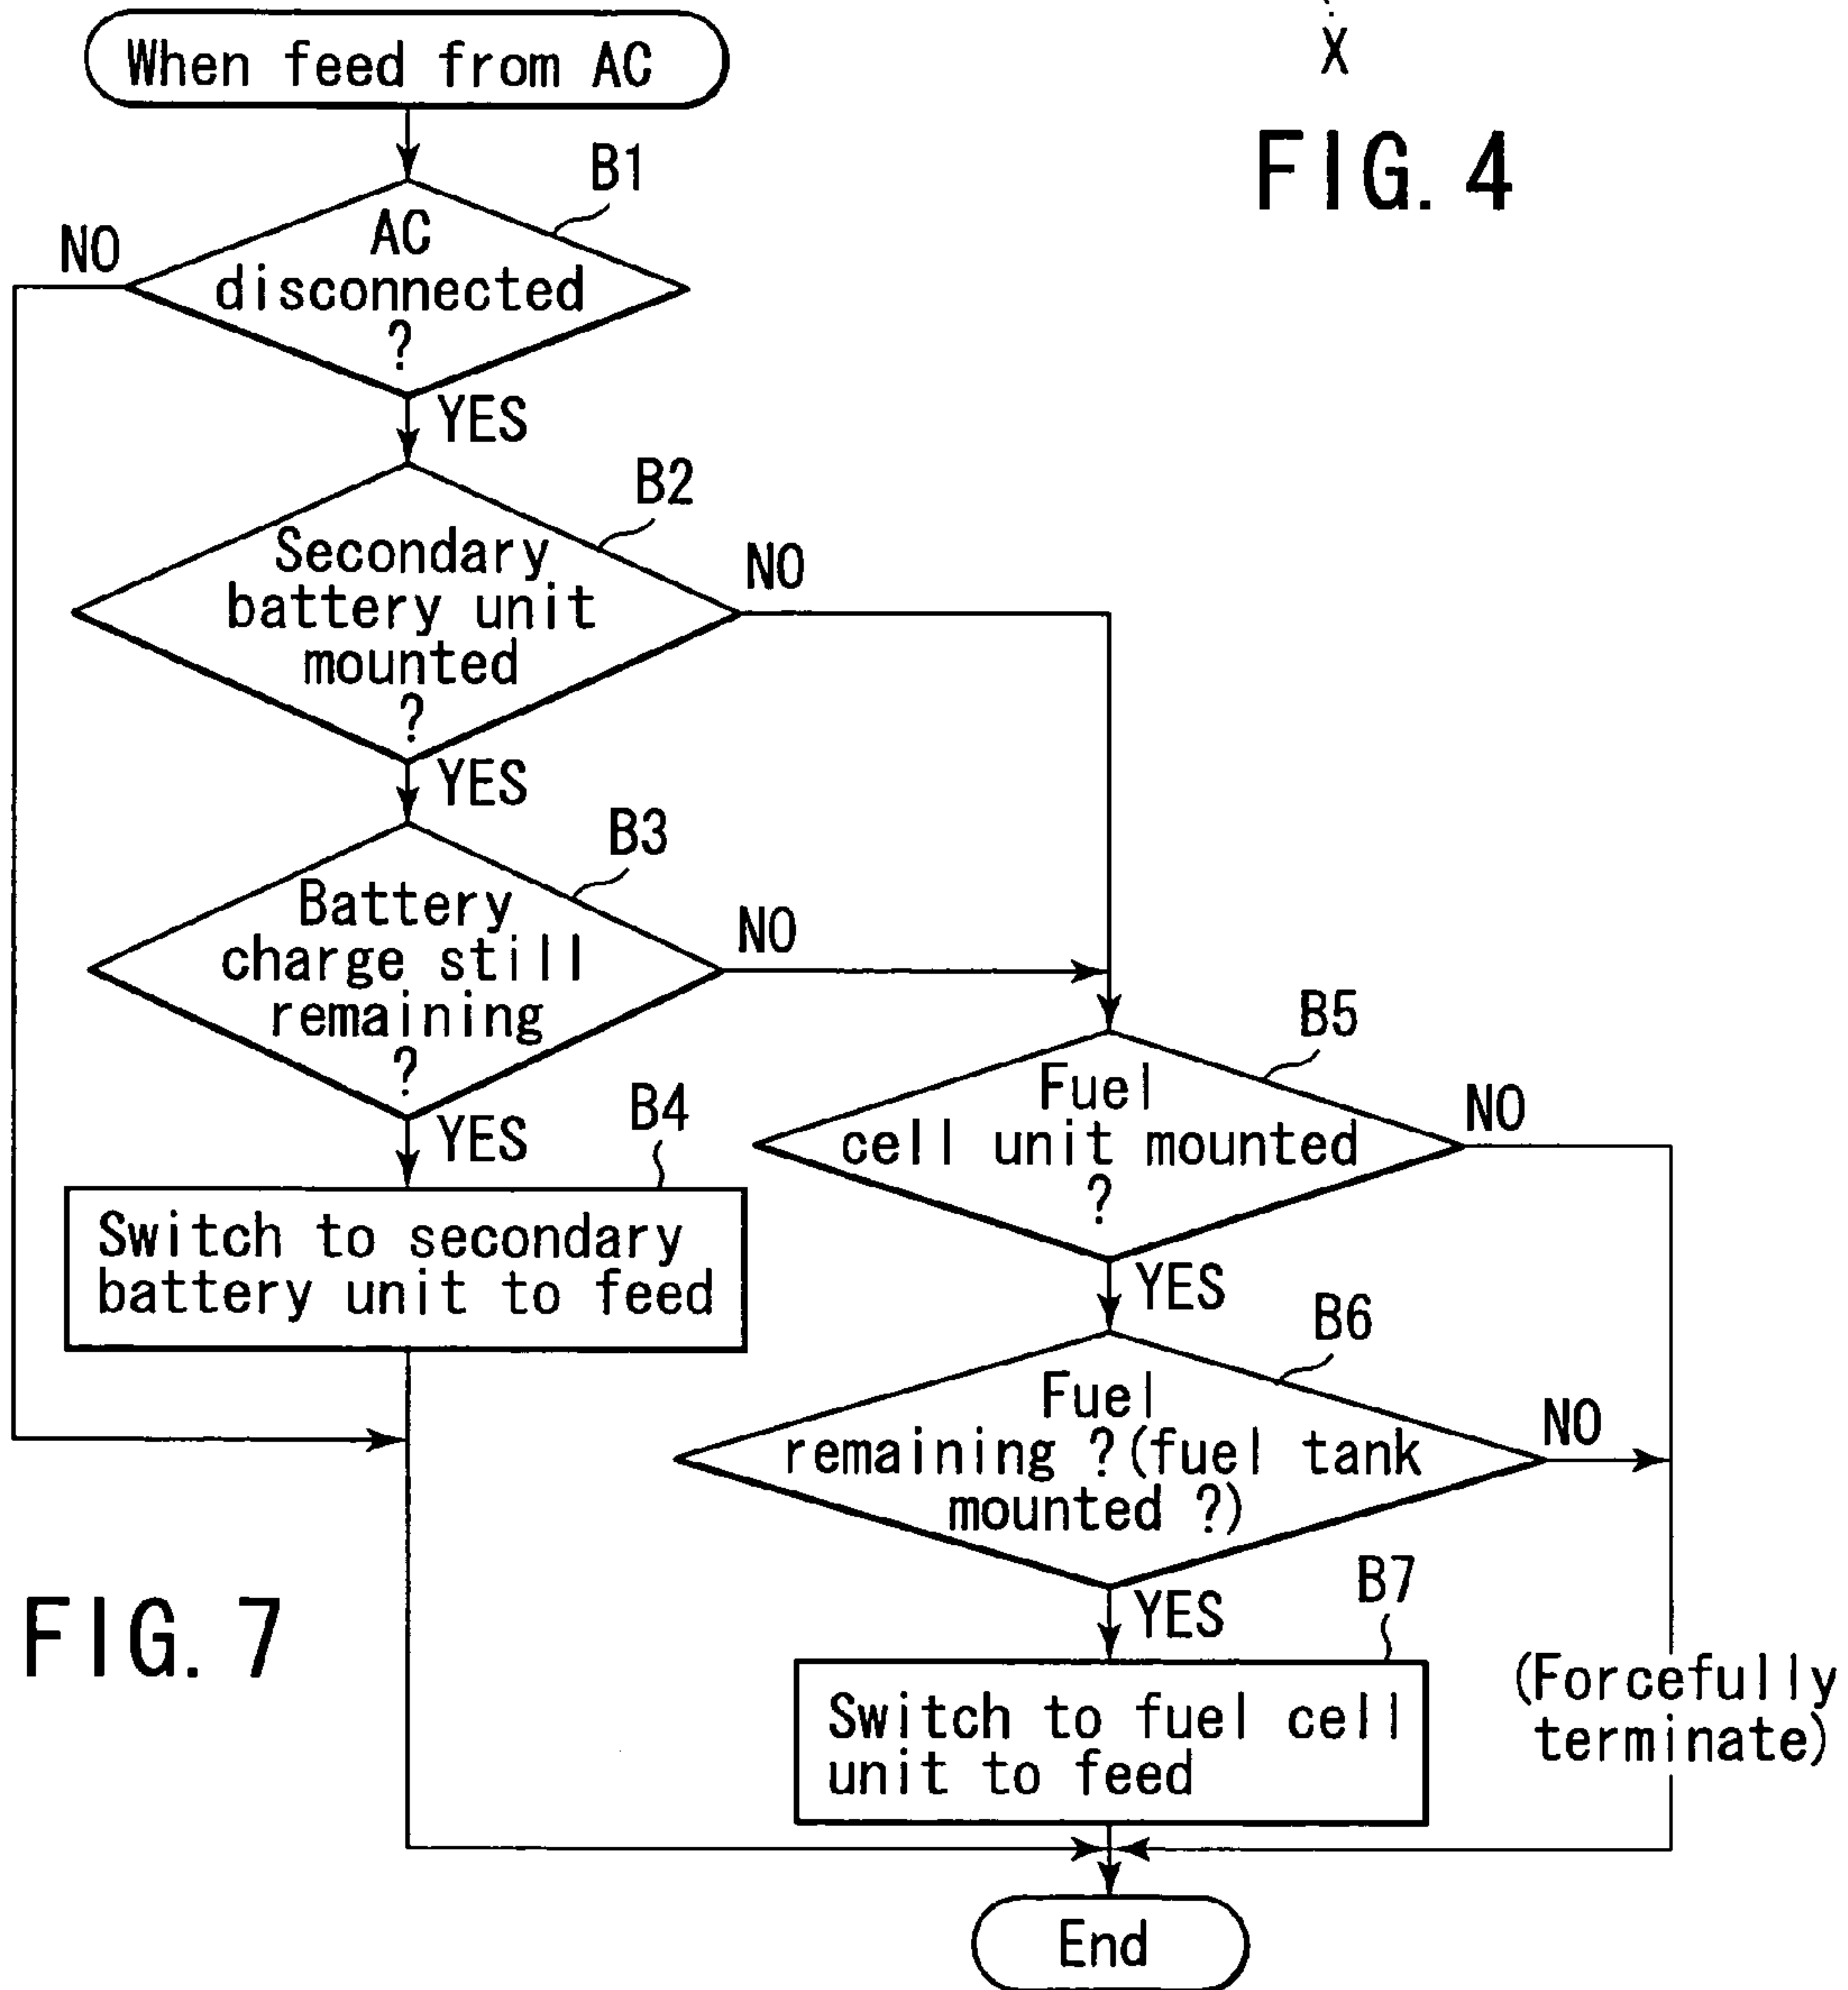 When feed from AC
X
FIG. 4
B1
NO
AC
disconnected
?
YES
B2
Secondary
battery unit
mounted
?
NO
YES
B3
Battery
charge still
remaining
?
NO
YES
B4
Switch to secondary
battery unit to feed
B5
Fuel
cell unit mounted
?
NO
YES
B6
Fuel
remaining ?(fuel tank
mounted ?)
NO
YES
B7
Switch to fuel cell
unit to feed
(Forcefully
terminate)
FIG. 7
End